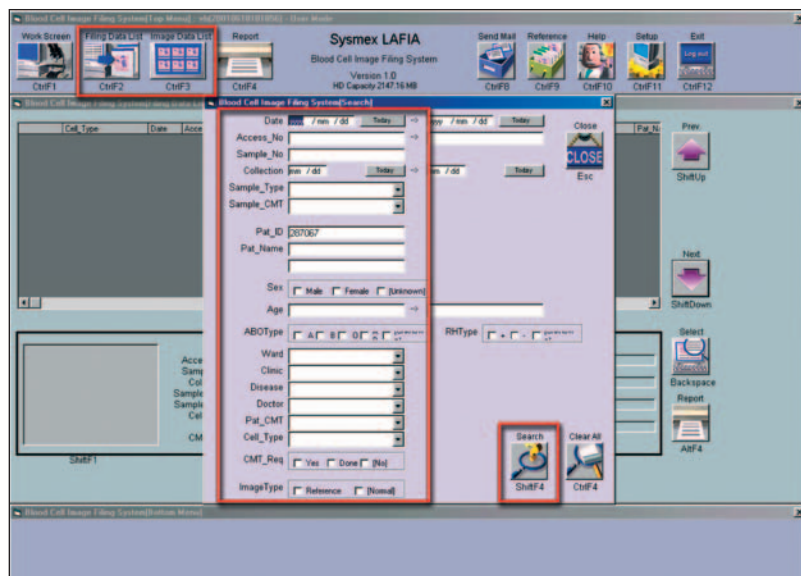 Blood Cell Image Filing System[Top Menu]
Work Screen
Filing Data List
Image Data List
Report
Sysmex LAFIA
Blood Cell Image Filing System
Version 1.0
HD Capacity 2147.16 MB
Send Mail
Reference
Help
Setup
Exit
Log out
CtrlF1
CtrlF2
CtrlF3
CtrlF4
CtrlF8
CtrlF9
CtrlF10
CtrlF11
CtrlF12
Blood Cell Image Filing System[Search]
Cell_Type
Date
Date
/mm / dd
Today
->
/mm / dd
Today
Close
CLOSE
Esc
Prev.
ShiftUp
Access_No
->
Sample_No
Collection
mm / dd
Today
->
mm / dd
Today
Sample_Type
Sample_CMT
Pat_ID
287067
Pat_Name
Next
ShiftDown
Sex
Male
Female
[Unknown]
Age
->
ABOType
A
B
O
RHType
+
-
Select
Backspace
Ward
Clinic
Disease
Doctor
Pat_CMT
Cell_Type
Report
AltF4
CMT_Req
Yes
Done
[No]
ImageType
Reference
[Normal]
Search
ShiftF4
Clear All
CtrlF4
ShiftF1
Blood Cell Image Filing System[Bottom Menu]